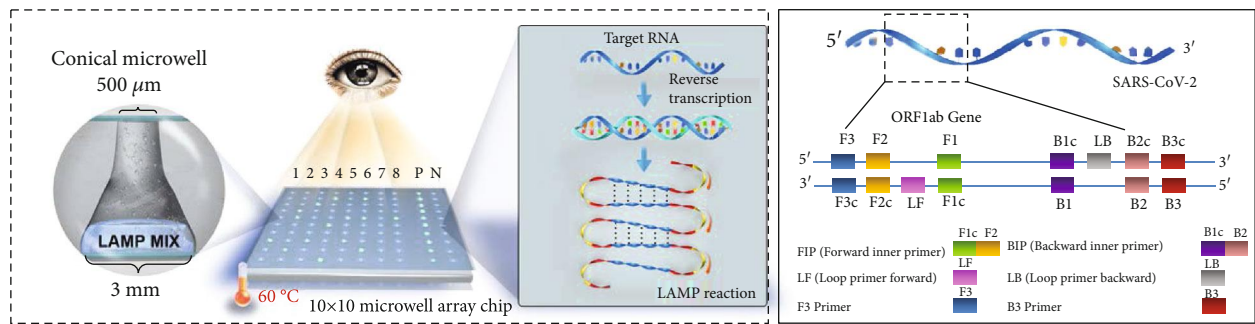 Conical microwell
500 μm
LAMP MIX
3 mm
1 2 3 4 5 6 7 8 P N
60 °C
10×10 microwell array chip
Target RNA
Reverse
transcription
LAMP reaction
5′
3′
SARS-CoV-2
ORF1ab Gene
F3 F2 F1 B1c LB B2c B3c
5′ 3′
3′ 5′
F3c F2c LF F1c B1 B2 B3
F1c F2
FIP (Forward inner primer)
B1c B2
BIP (Backward inner primer)
LF
LF (Loop primer forward)
LB
LB (Loop primer backward)
F3
F3 Primer
B3
B3 Primer